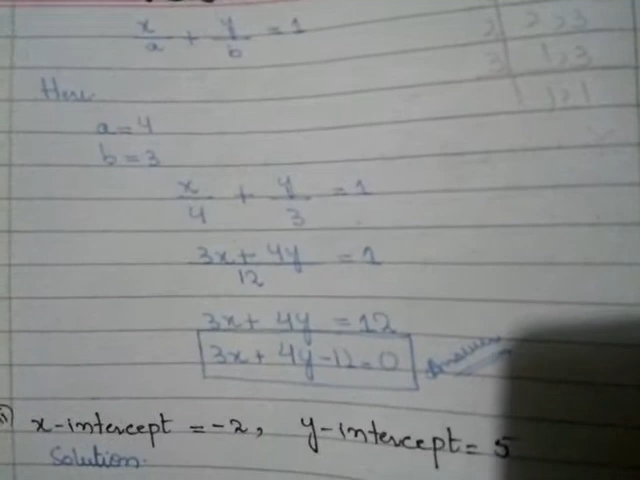 x/a + y/b = 1
Here
a = 4
b = 3
x/4 + y/3 = 1
3x + 4y / 12 = 1
3x + 4y = 12
3x + 4y - 12 = 0 Answer
x-intercept = -2, y-intercept = 5
Solution.